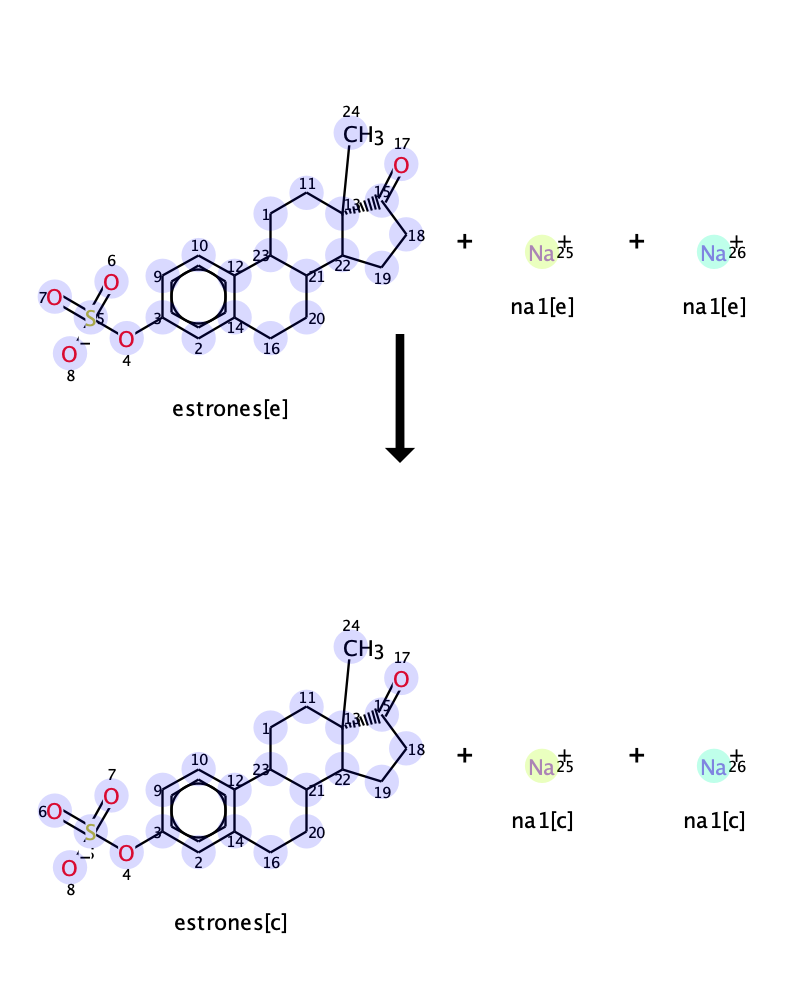 24
CH3
17
O
11
13
15
1
10
18
6
O
12
23
22
+
Na
+
25
+
Na
+
26
9
21
19
7
O
S
5
3
14
20
na1[e]
na1[e]
O
−
O
4
2
16
8
estrones[e]
24
CH3
17
O
11
13
15
1
10
18
7
O
12
23
22
+
Na
+
25
+
Na
+
26
9
21
19
6
O
S
3
14
20
na1[c]
na1[c]
O
−
O
4
2
16
8
estrones[c]